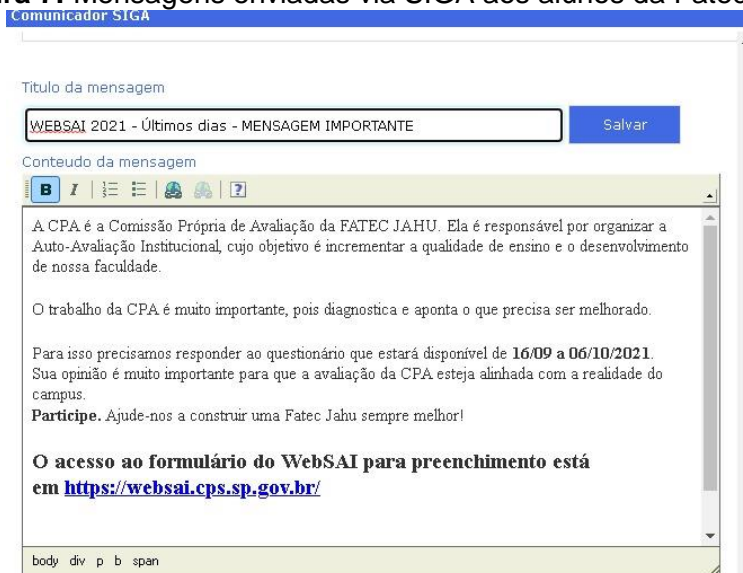 Mensagens enviadas via SIGA aos alunos da Fatec
Comunicador SIGA
Titulo da mensagem
WEBSAI 2021 - Últimos dias - MENSAGEM IMPORTANTE
Salvar
Conteudo da mensagem
B I
A CPA é a Comissão Própria de Avaliação da FATEC JAHU. Ela é responsável por organizar a
Auto-Avaliação Institucional, cujo objetivo é incrementar a qualidade de ensino e o desenvolvimento
de nossa faculdade.
O trabalho da CPA é muito importante, pois diagnostica e aponta o que precisa ser melhorado.
Para isso precisamos responder ao questionário que estará disponível de 16/09 a 06/10/2021.
Sua opinião é muito importante para que a avaliação da CPA esteja alinhada com a realidade do
campus.
Participe. Ajude-nos a construir uma Fatec Jahu sempre melhor!
O acesso ao formulário do WebSAI para preenchimento está
em https://websai.cps.sp.gov.br/
body div p b span